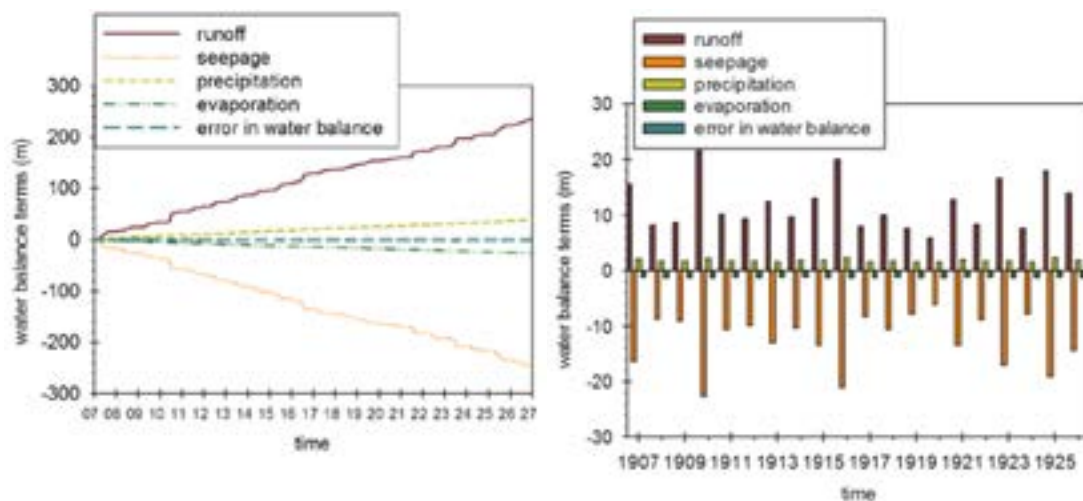 runoff
seepage
precipitation
evaporation
error in water balance
water balance terms (m)
300
200
100
0
-100
-200
-300
07 08 09 10 11 12 13 14 15 16 17 18 19 20 21 22 23 24 25 26 27
time
runoff
seepage
precipitation
evaporation
error in water balance
water balance terms (m)
30
20
10
0
-10
-20
-30
1907 1909 1911 1913 1915 1917 1919 1921 1923 1925
time